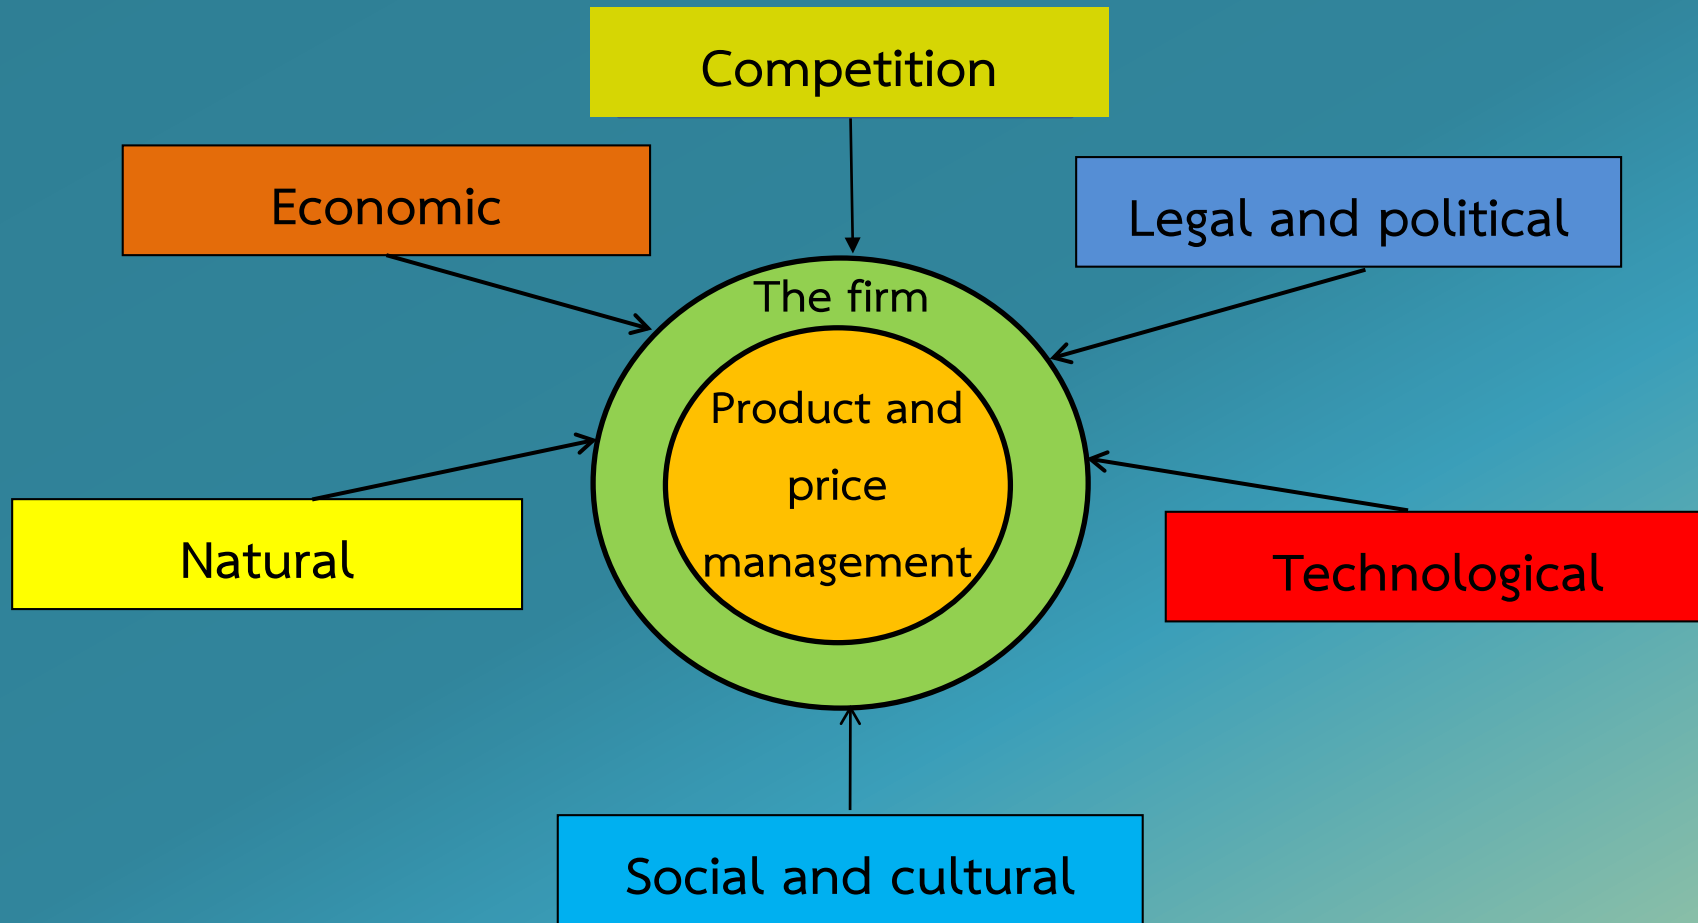 Competition
Economic
Legal and political
The firm
Product and
price
management
Natural
Technological
Social and cultural